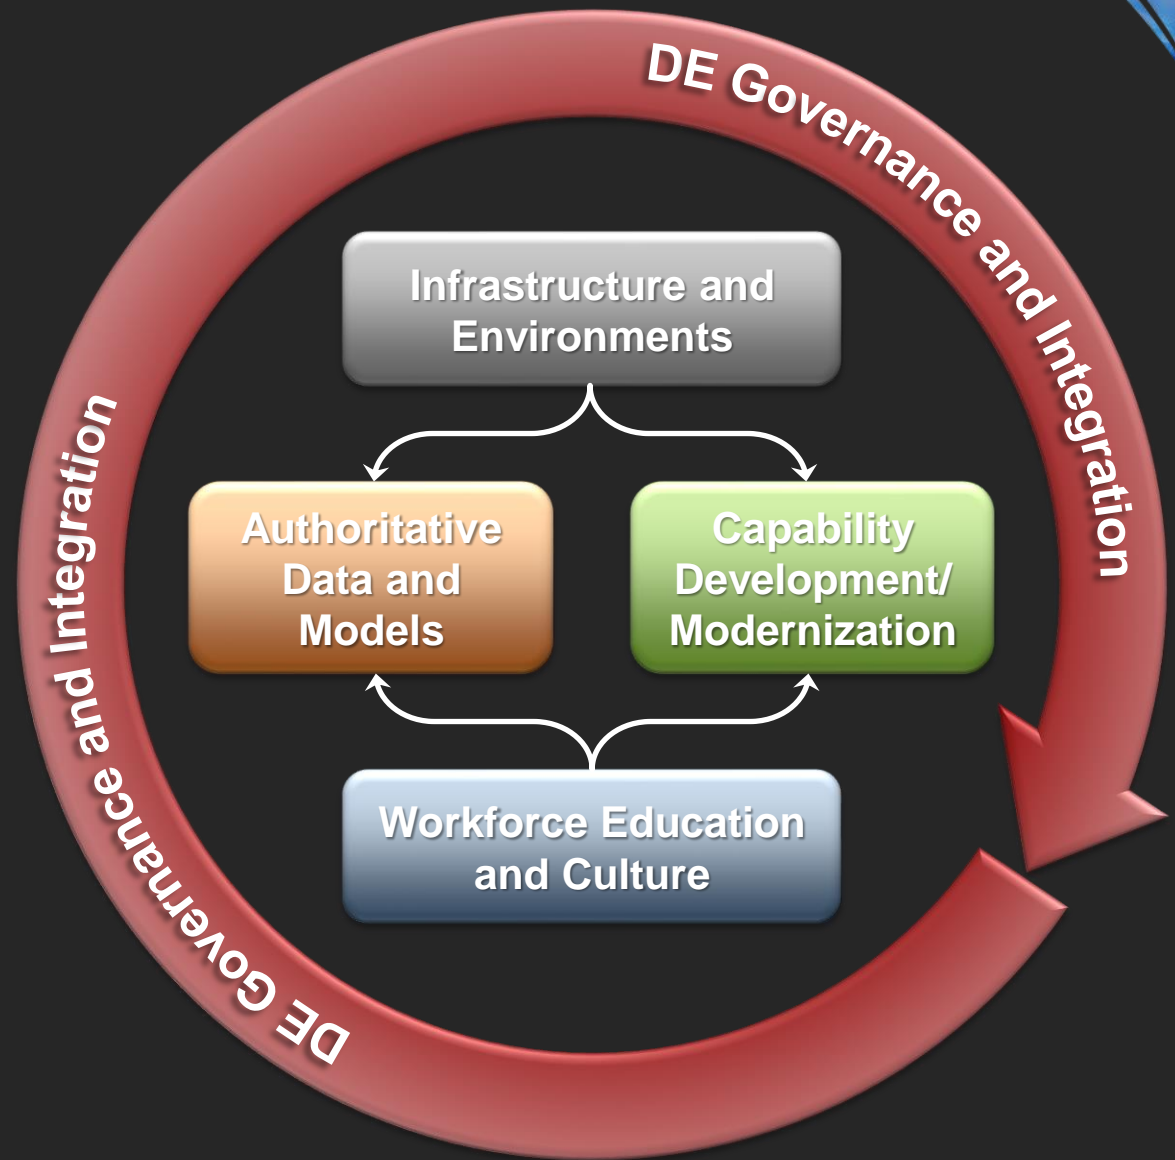 DE Governance and Integration
Infrastructure and
Environments
Authoritative
Data and
Models
Capability
Development/
Modernization
Workforce Education
and Culture
DE Governance and Integration